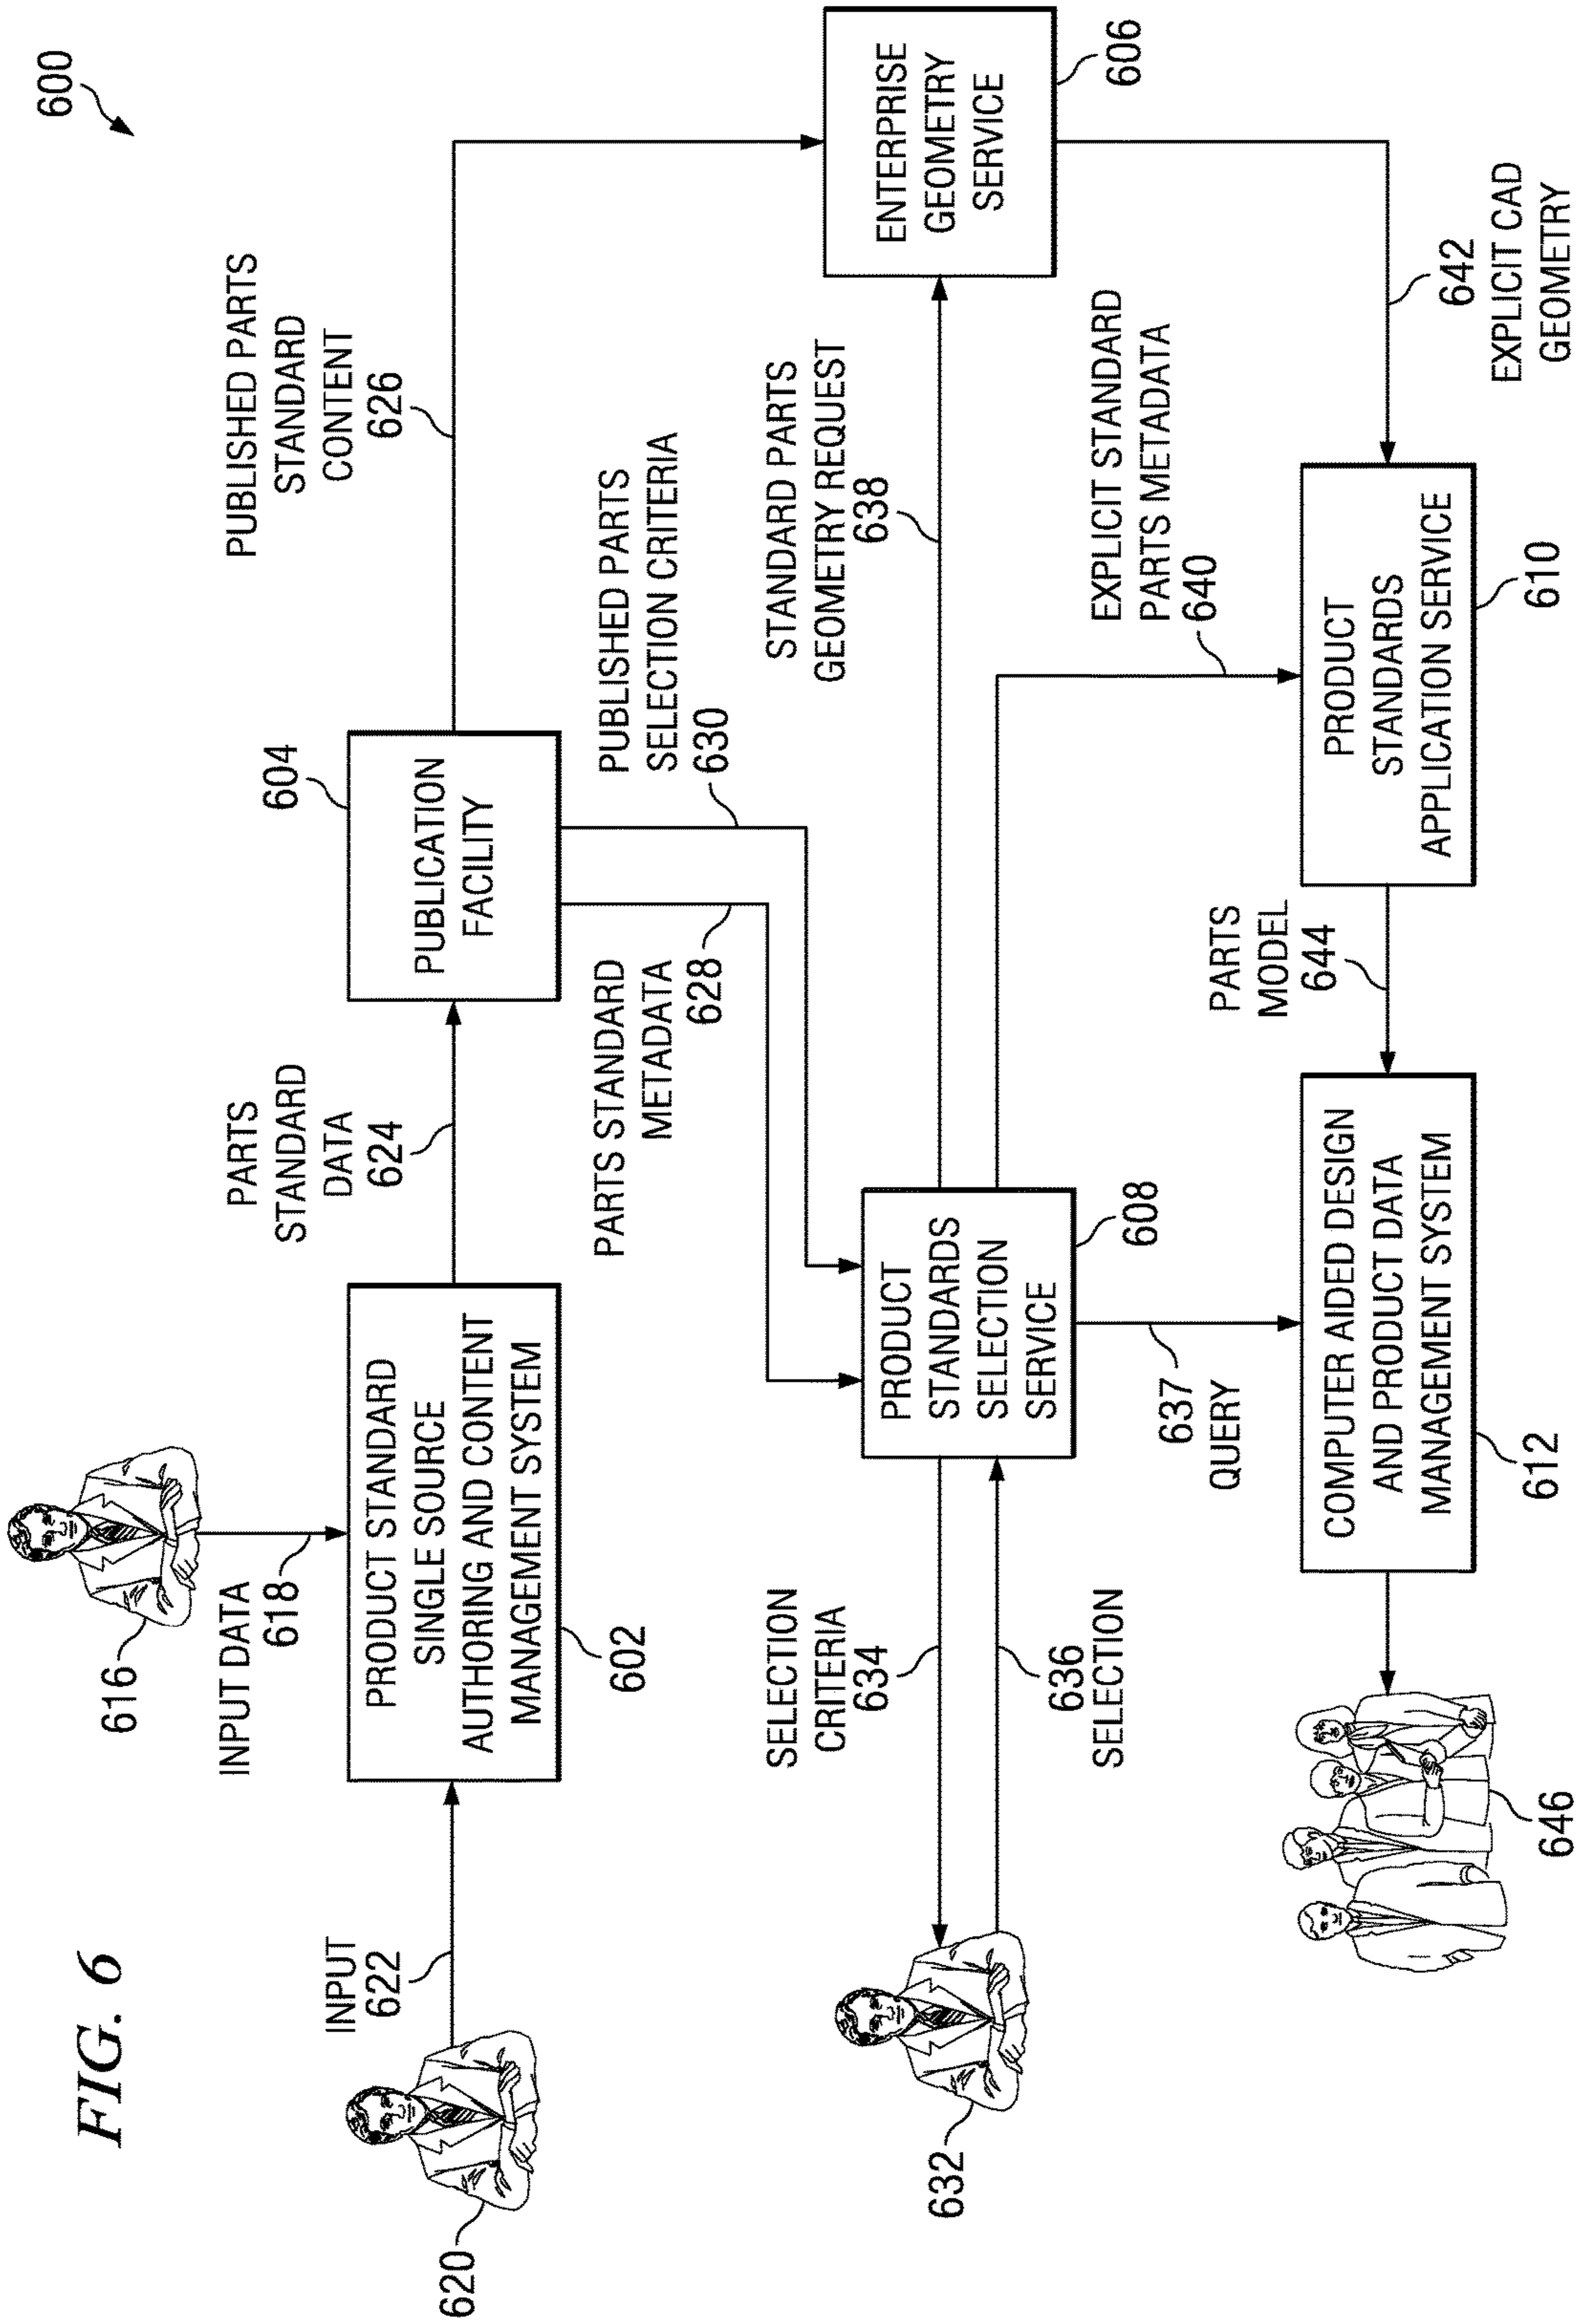 FIG. 6
600
616
INPUT DATA
618
620
INPUT
622
PRODUCT STANDARD
SINGLE SOURCE
AUTHORING AND CONTENT
MANAGEMENT SYSTEM
602
PARTS
STANDARD
DATA
624
604
PUBLICATION
FACILITY
PUBLISHED PARTS
STANDARD
CONTENT
626
PARTS STANDARD
METADATA
628
PUBLISHED PARTS
SELECTION CRITERIA
630
ENTERPRISE
GEOMETRY
SERVICE
606
632
SELECTION
CRITERIA
634
636
SELECTION
PRODUCT
STANDARDS
SELECTION
SERVICE
608
STANDARD PARTS
GEOMETRY REQUEST
638
637
QUERY
EXPLICIT STANDARD
PARTS METADATA
640
642
EXPLICIT CAD
GEOMETRY
646
COMPUTER AIDED DESIGN
AND PRODUCT DATA
MANAGEMENT SYSTEM
612
PARTS
MODEL
644
PRODUCT
STANDARDS
APPLICATION SERVICE
610